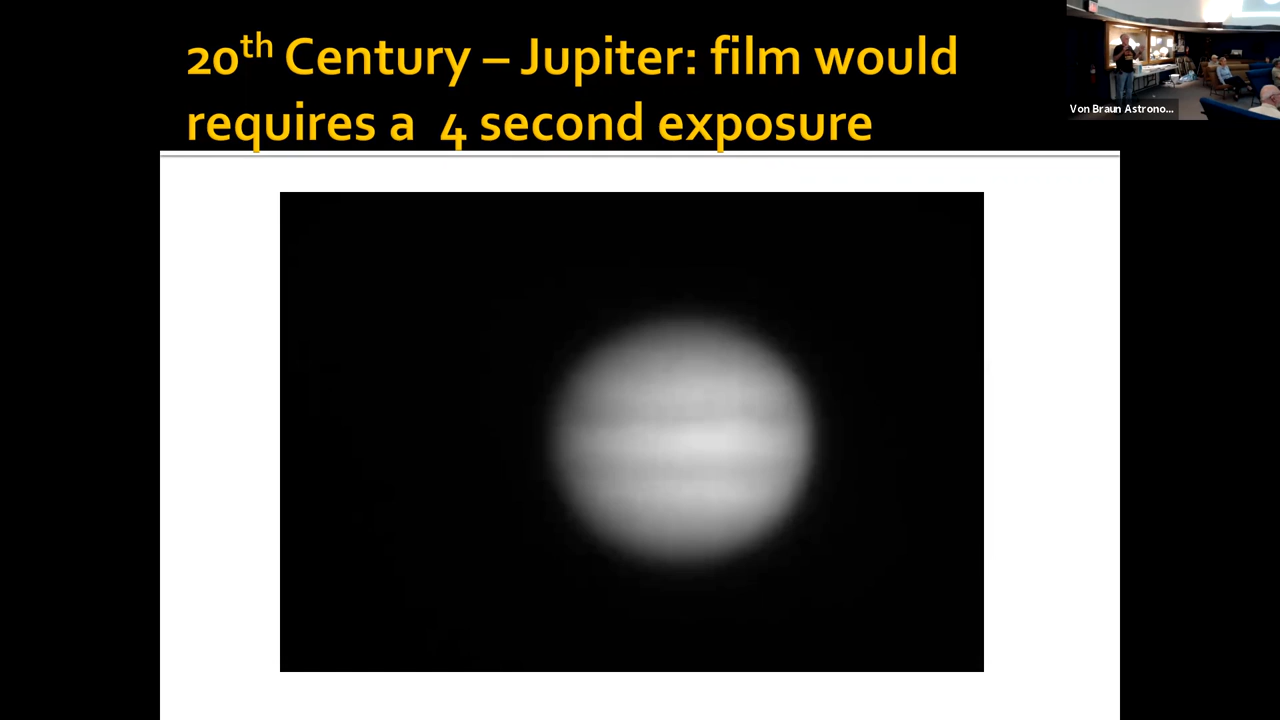 20th Century – Jupiter: film would
requires a 4 second exposure
Von Braun Astrono...